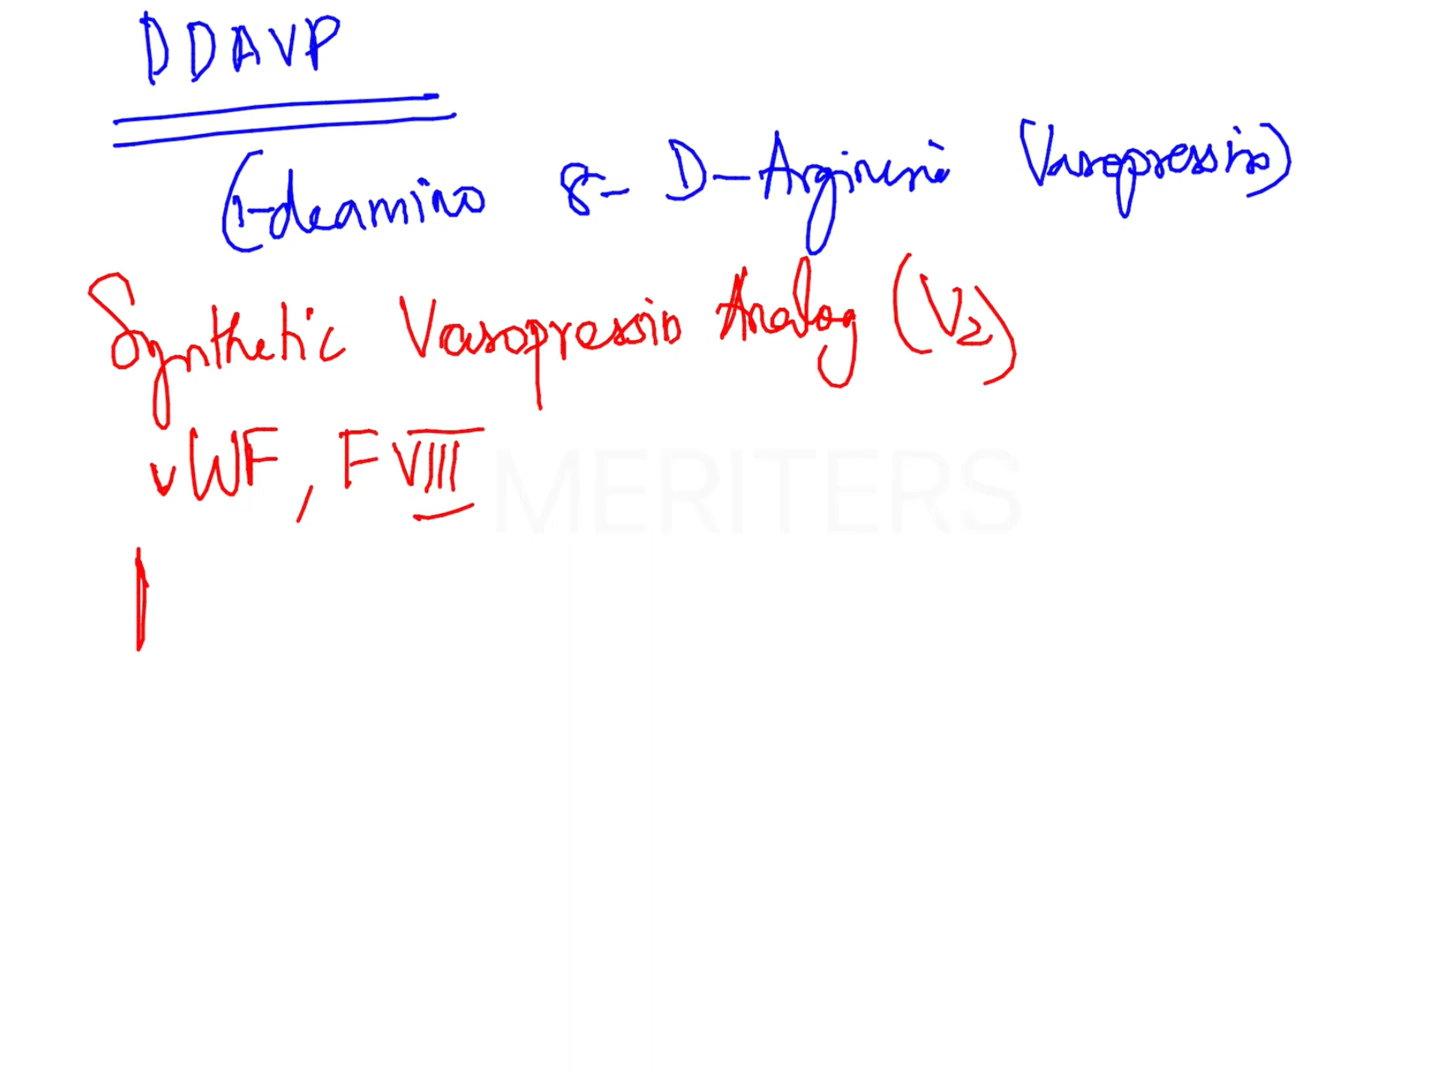 DDAVP
(1-deamino 8- D-Arginine Vasopressin)
Synthetic Vasopressin Analog (V2)
vWF, FVIII
MERITERS